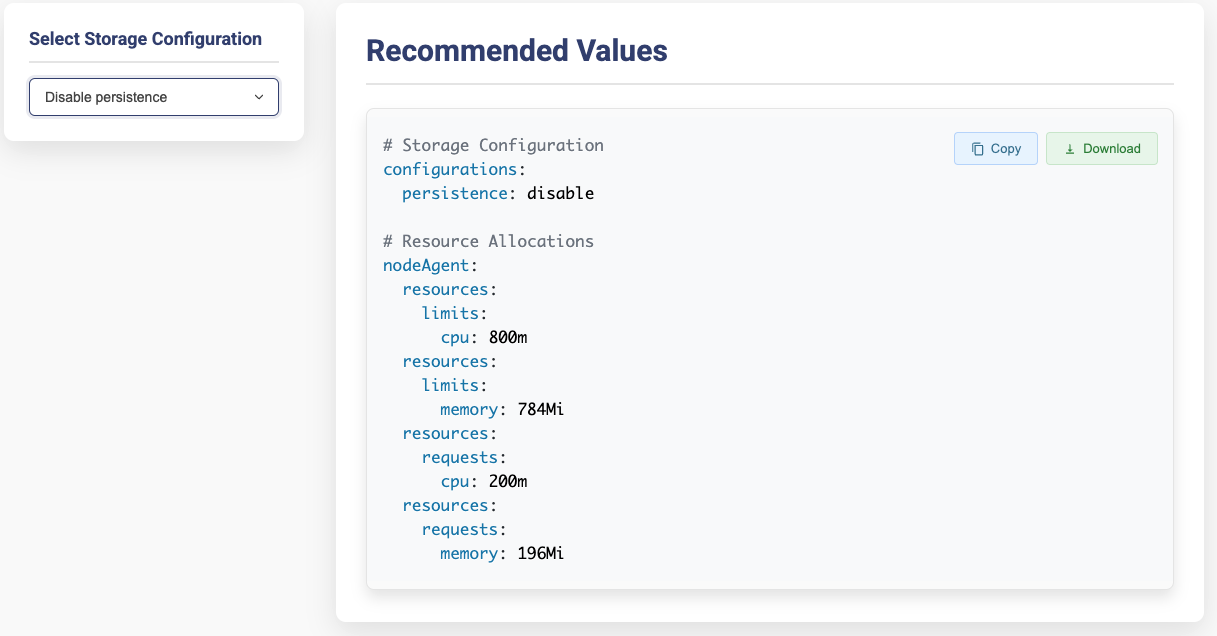 Select Storage Configuration
Disable persistence
Recommended Values
Copy
Download
# Storage Configuration
configurations:
  persistence: disable

# Resource Allocations
nodeAgent:
  resources:
    limits:
      cpu: 800m
  resources:
    limits:
      memory: 784Mi
  resources:
    requests:
      cpu: 200m
  resources:
    requests:
      memory: 196Mi